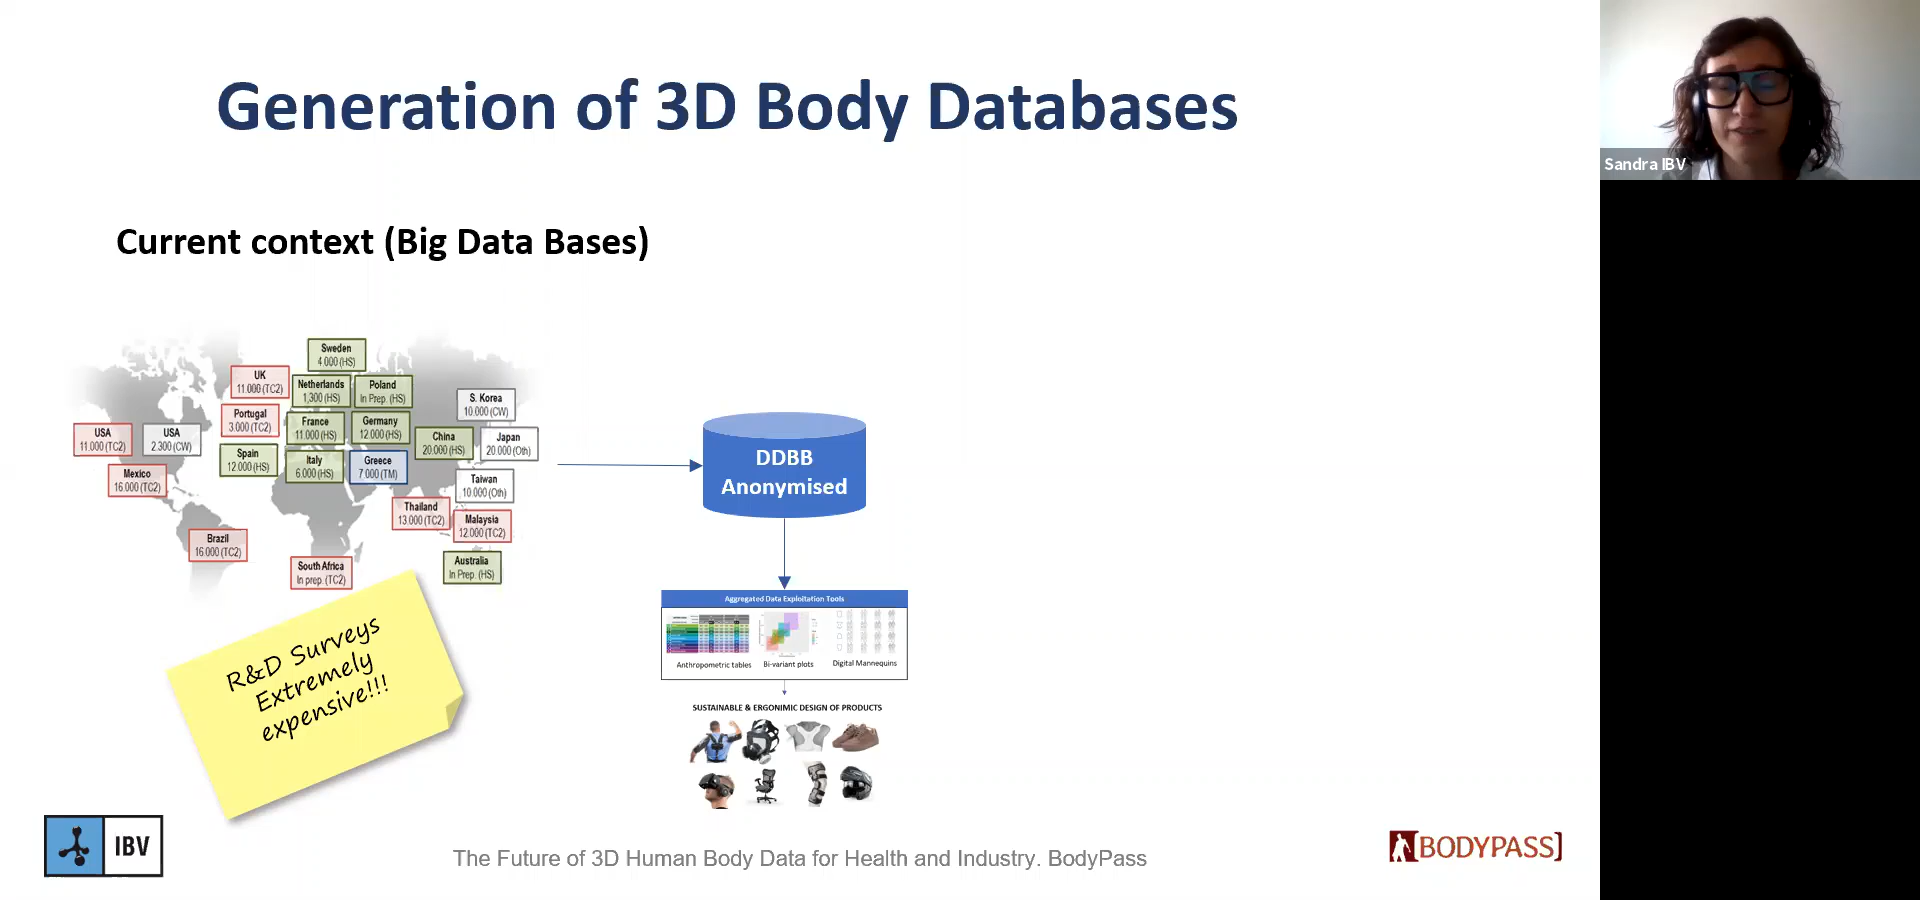 Generation of 3D Body Databases
Sandra IBV
Current context (Big Data Bases)
Sweden
4.000 (HS)
UK
11.000 (TC2)
Netherlands
1,300 (HS)
Poland
In Prep. (HS)
S. Korea
10.000 (CW)
Portugal
3.000 (TC2)
France
11.000 (HS)
Germany
12.000 (HS)
USA
11.000 (TC2)
USA
2.300 (CW)
China
20.000 (HS)
Japan
20.000 (Oth)
Spain
12.000 (HS)
Italy
6.000 (HS)
Greece
7.000 (TM)
Mexico
16.000 (TC2)
Taiwan
10.000 (Oth)
Thailand
13.000 (TC2)
Malaysia
12.000 (TC2)
Brazil
16.000 (TC2)
South Africa
In prep. (TC2)
Australia
In Prep. (HS)
DDBB
Anonymised
R&D Surveys
Extremely
expensive!!!
Aggregated Data Exploitation Tools
Anthropometric tables
Bi-variant plots
Digital Mannequins
SUSTAINABLE & ERGONIMIC DESIGN OF PRODUCTS
IBV
The Future of 3D Human Body Data for Health and Industry. BodyPass
[BODYPASS]